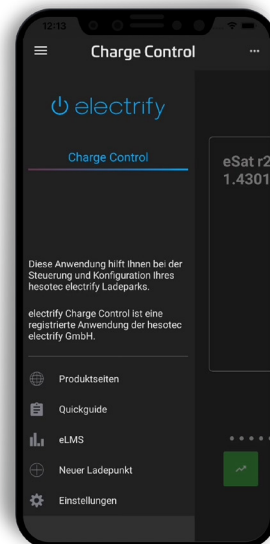 12:13
Charge Control
electrify
Charge Control
eSat r2
1.4301
Diese Anwendung hilft Ihnen bei der
Steuerung und Konfiguration Ihres
hesotec electrify Ladeparks.
electrify Charge Control ist eine
registrierte Anwendung der hesotec
electrify GmbH.
Produktseiten
Quickguide
eLMS
Neuer Ladepunkt
Einstellungen